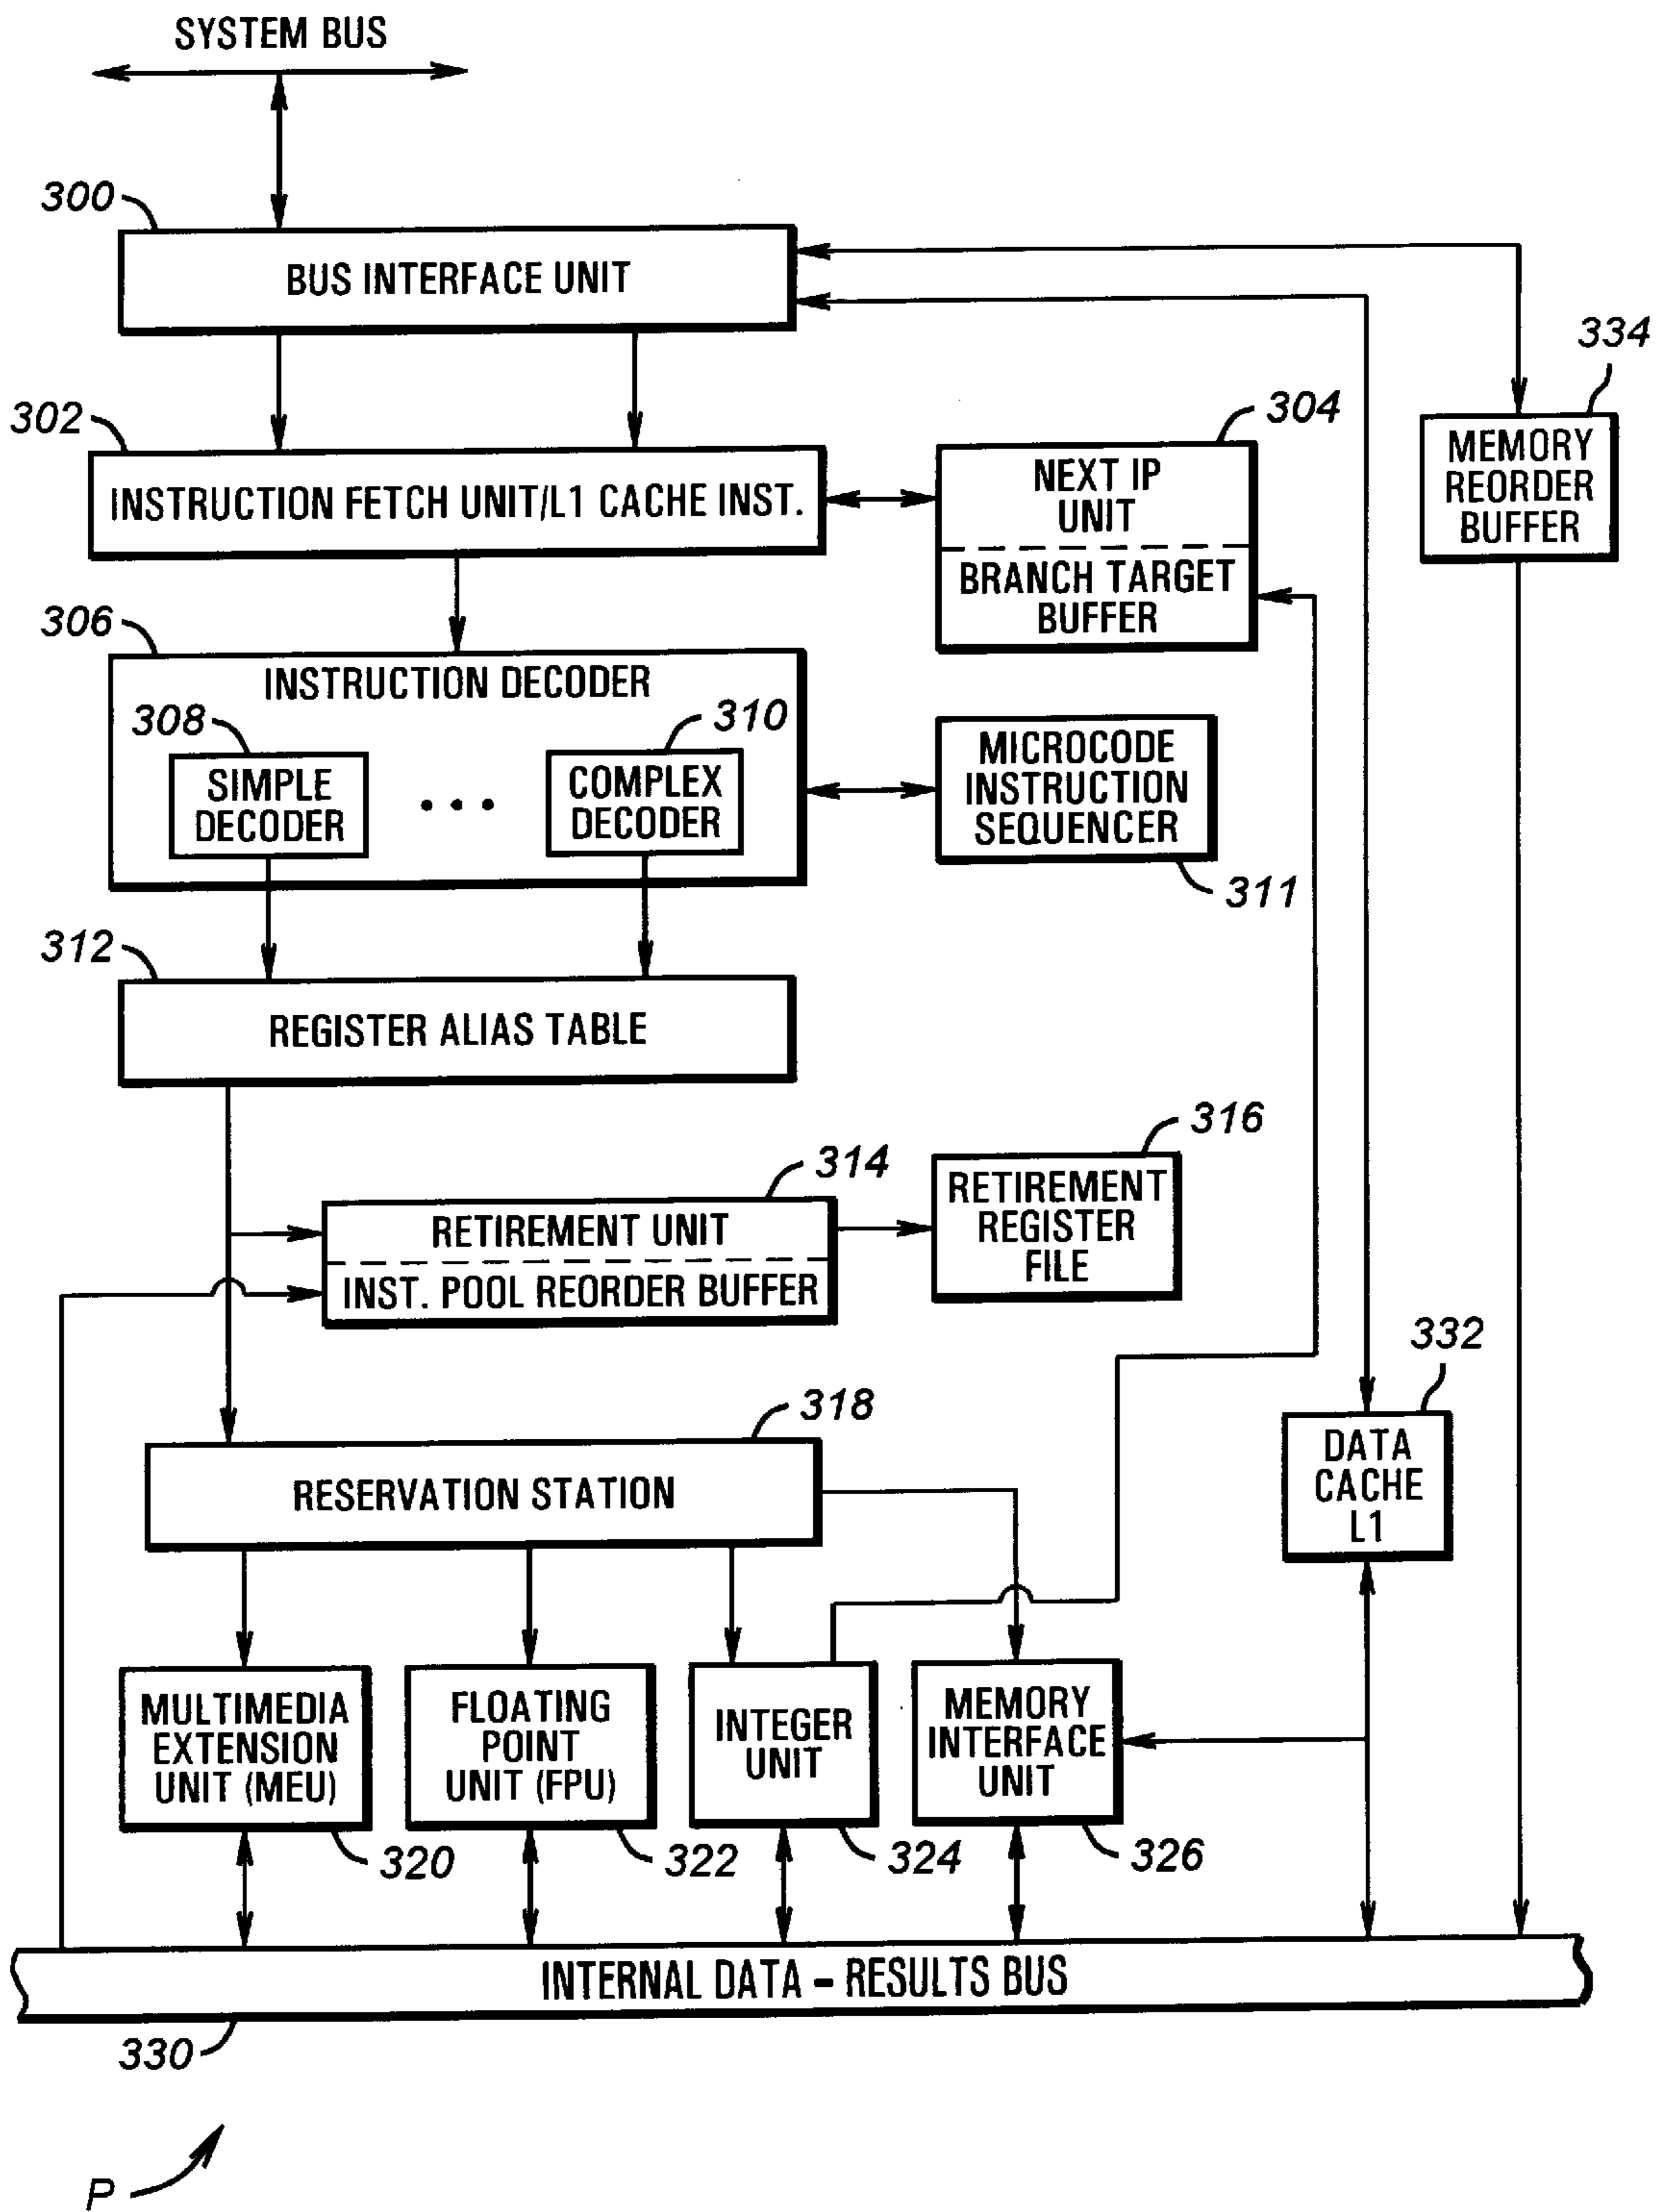 SYSTEM BUS
300
BUS INTERFACE UNIT
334
302
304
INSTRUCTION FETCH UNIT/L1 CACHE INST.
NEXT IP
UNIT
BRANCH TARGET
BUFFER
MEMORY
REORDER
BUFFER
306
INSTRUCTION DECODER
308
310
SIMPLE
DECODER
• • •
COMPLEX
DECODER
MICROCODE
INSTRUCTION
SEQUENCER
311
312
REGISTER ALIAS TABLE
314
316
RETIREMENT UNIT
INST. POOL REORDER BUFFER
RETIREMENT
REGISTER
FILE
332
318
RESERVATION STATION
DATA
CACHE
L1
MULTIMEDIA
EXTENSION
UNIT (MEU)
FLOATING
POINT
UNIT (FPU)
INTEGER
UNIT
MEMORY
INTERFACE
UNIT
320
322
324
326
INTERNAL DATA - RESULTS BUS
330
P